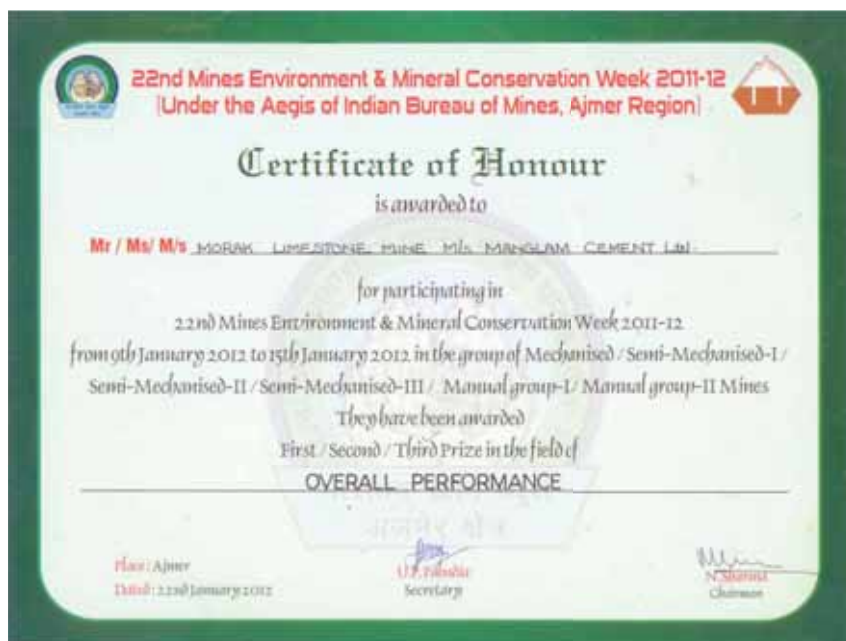 22nd Mines Environment & Mineral Conservation Week 2011-12
[Under the Aegis of Indian Bureau of Mines, Ajmer Region]
Certificate of Honour
is awarded to
Mr / Ms/ M/s MORAK LIMESTONE MINE M/s. MANGLAM CEMENT Ltd.
for participating in
22nd Mines Environment & Mineral Conservation Week 2011-12
from 9th January 2012 to 15th January 2012 in the group of Mechanised / Semi-Mechanised-I /
Semi-Mechanised-II / Semi-Mechanised-III / Manual group-I / Manual group-II Mines
They have been awarded
First / Second / Third Prize in the field of
OVERALL PERFORMANCE
अजमेर क्षेत्र
Place : Ajmer
Dated : 22nd January 2012
Secretary
N. Sharma
Chairman